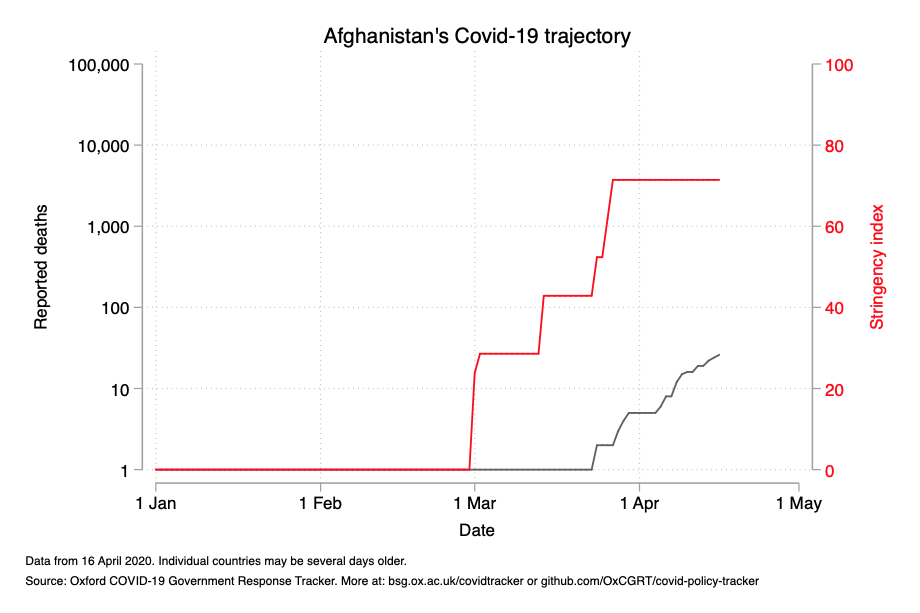 Afghanistan's Covid-19 trajectory
100,000
10,000
1,000
100
10
1
Reported deaths
100
80
60
40
20
0
Stringency index
1 Jan
1 Feb
1 Mar
1 Apr
1 May
Date
Data from 16 April 2020. Individual countries may be several days older.
Source: Oxford COVID-19 Government Response Tracker. More at: bsg.ox.ac.uk/covidtracker or github.com/OxCGRT/covid-policy-tracker